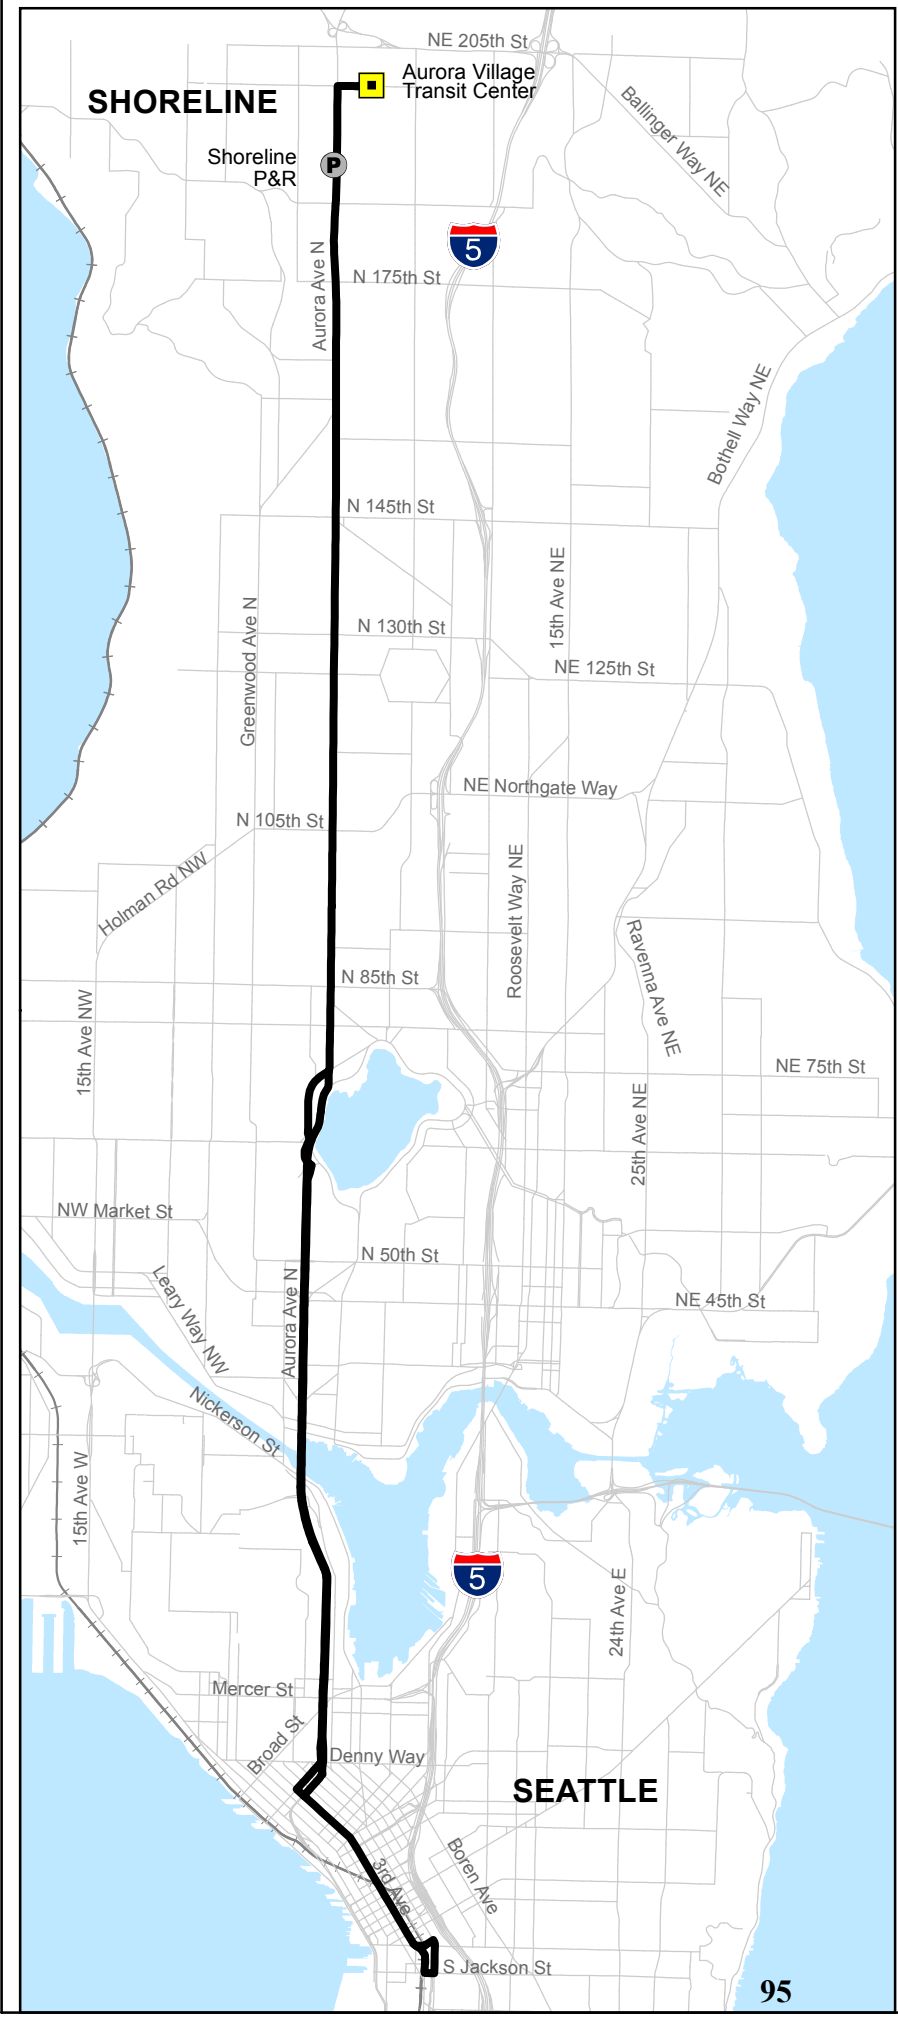 NE 205th St
Aurora Village
Transit Center
SHORELINE
Ballinger Way NE
Shoreline
P&R
P
5
Aurora Ave N
N 175th St
Bothell Way NE
N 145th St
15th Ave NE
Greenwood Ave N
N 130th St
NE 125th St
NE Northgate Way
N 105th St
Holman Rd NW
Roosevelt Way NE
Ravenna Ave NE
N 85th St
15th Ave NW
NE 75th St
25th Ave NE
NW Market St
N 50th St
Leary Way NW
Aurora Ave N
NE 45th St
Nickerson St
15th Ave W
5
24th Ave E
Mercer St
Broad St
Denny Way
SEATTLE
3rd Ave
Boren Ave
S Jackson St
95